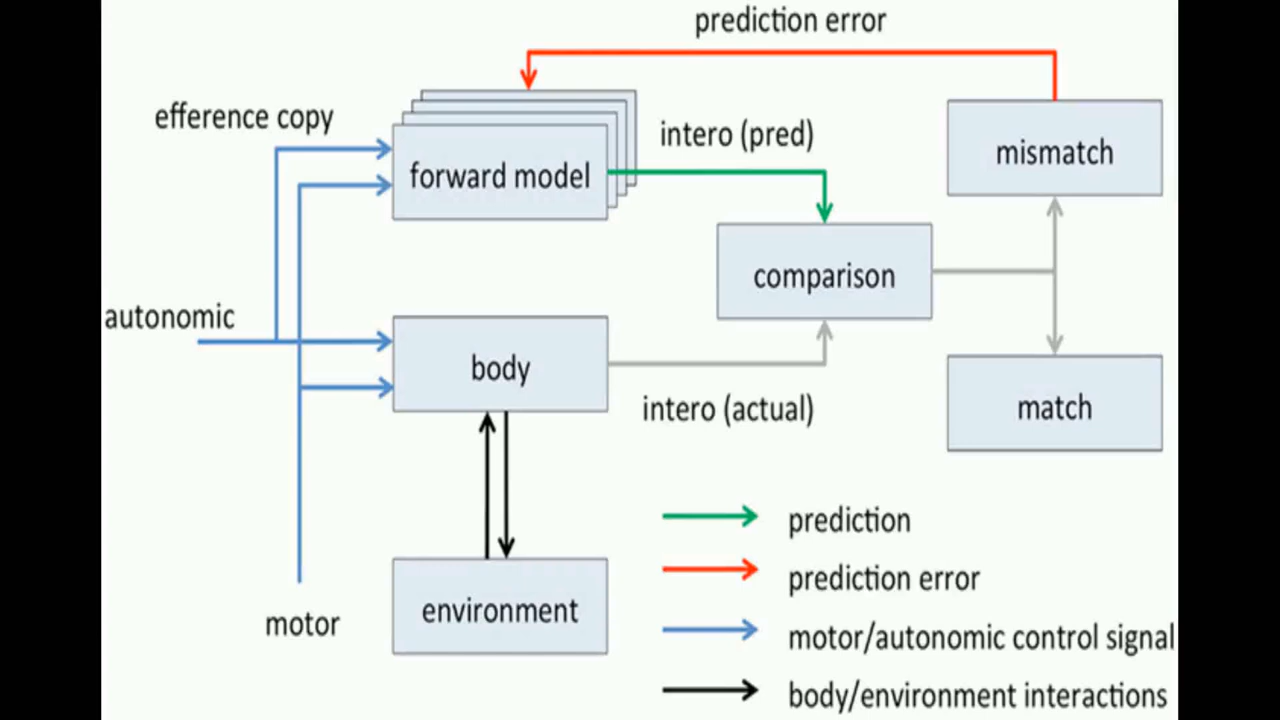 prediction error
efference copy
forward model
intero (pred)
mismatch
comparison
autonomic
body
intero (actual)
match
environment
motor
prediction
prediction error
motor/autonomic control signal
body/environment interactions